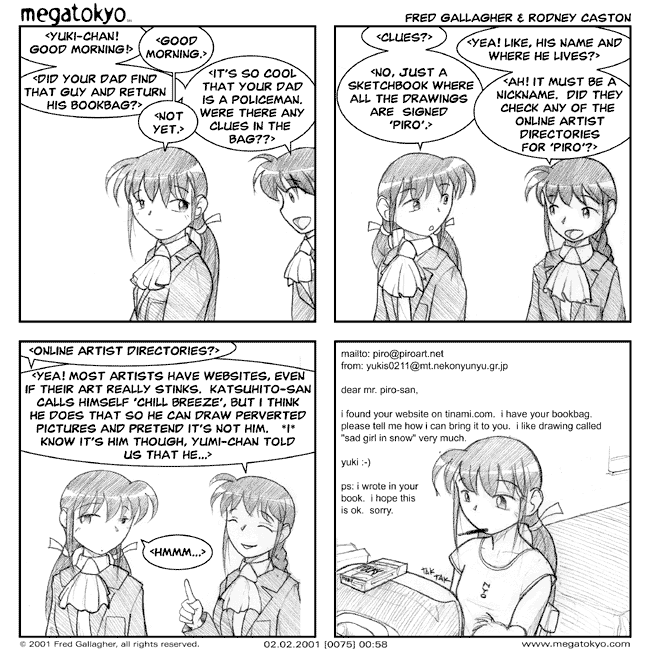 megatokyo
FRED GALLAGHER & RODNEY CASTON
<YUKI-CHAN!
GOOD MORNING!>
<GOOD
MORNING.>
<DID YOUR DAD FIND
THAT GUY AND RETURN
HIS BOOKBAG?>
<NOT
YET.>
<IT'S SO COOL
THAT YOUR DAD
IS A POLICEMAN.
WERE THERE ANY
CLUES IN THE
BAG??>
<CLUES?>
<YEA! LIKE, HIS NAME AND
WHERE HE LIVES?>
<NO, JUST A
SKETCHBOOK WHERE
ALL THE DRAWINGS
ARE SIGNED
'PIRO'.>
<AH! IT MUST BE A
NICKNAME. DID THEY
CHECK ANY OF THE
ONLINE ARTIST
DIRECTORIES
FOR 'PIRO'?>
<ONLINE ARTIST DIRECTORIES?>
<YEA! MOST ARTISTS HAVE WEBSITES, EVEN
IF THEIR ART REALLY STINKS. KATSUHITO-SAN
CALLS HIMSELF 'CHILL BREEZE', BUT I THINK
HE DOES THAT SO HE CAN DRAW PERVERTED
PICTURES AND PRETEND IT'S NOT HIM. *I*
KNOW IT'S HIM THOUGH, YUMI-CHAN TOLD
US THAT HE...>
<HMMM...>
mailto: piro@piroart.net
from: yukis0211@mt.nekonyunyu.gr.jp
dear mr. piro-san,
i found your website on tinami.com. i have your bookbag.
please tell me how i can bring it to you. i like drawing called
"sad girl in snow" very much.
yuki :-)
ps: i wrote in your
book. i hope this
is ok. sorry.
TAK
TAK
© 2001 Fred Gallagher, all rights reserved.
02.02.2001 [0075] 00:58
www.megatokyo.com